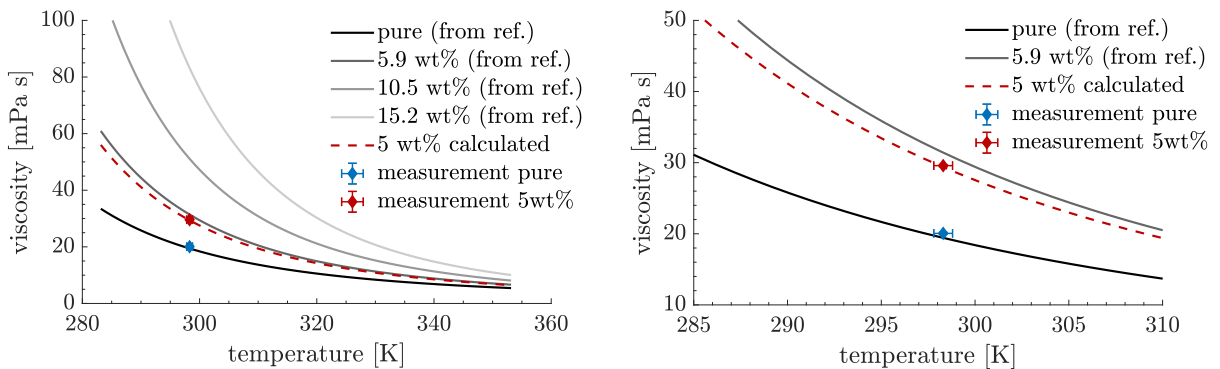 100
80
60
40
20
0
280
300
320
340
360
viscosity [mPa s]
temperature [K]
pure (from ref.)
5.9 wt% (from ref.)
10.5 wt% (from ref.)
15.2 wt% (from ref.)
5 wt% calculated
measurement pure
measurement 5wt%
50
40
30
20
10
285
290
295
300
305
310
viscosity [mPa s]
temperature [K]
pure (from ref.)
5.9 wt% (from ref.)
5 wt% calculated
measurement pure
measurement 5wt%